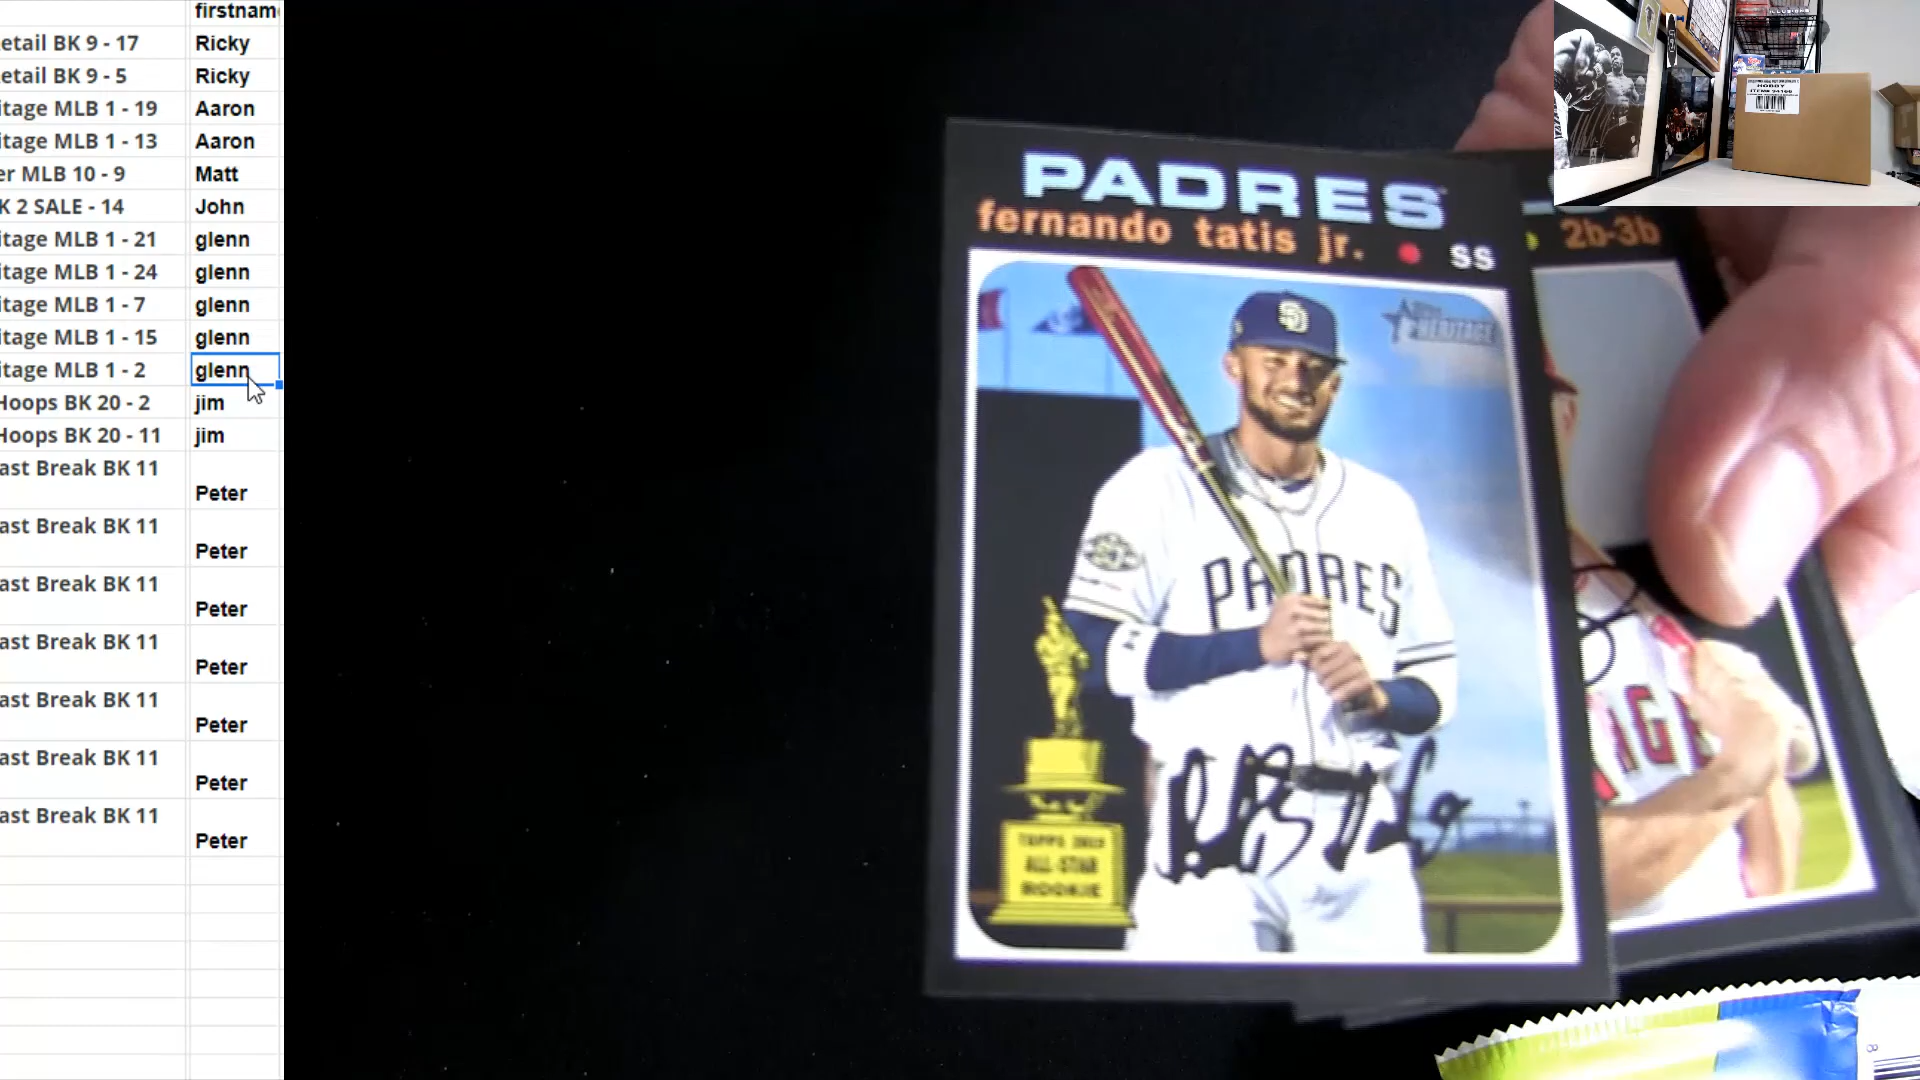 firstnam
etail BK 9 - 17 Ricky
etail BK 9 - 5 Ricky
itage MLB 1 - 19 Aaron
itage MLB 1 - 13 Aaron
er MLB 10 - 9 Matt
K 2 SALE - 14 John
itage MLB 1 - 21 glenn
itage MLB 1 - 24 glenn
itage MLB 1 - 7 glenn
itage MLB 1 - 15 glenn
itage MLB 1 - 2 glenn
Hoops BK 20 - 2 jim
Hoops BK 20 - 11 jim
ast Break BK 11
Peter
ast Break BK 11
Peter
ast Break BK 11
Peter
ast Break BK 11
Peter
ast Break BK 11
Peter
ast Break BK 11
Peter
ast Break BK 11
Peter
PADRES
fernando tatis jr. ss
HERITAGE
SD
PADRES
TOPPS 2019
ALL-STAR
ROOKIE
2b-3b
HOBBY
8